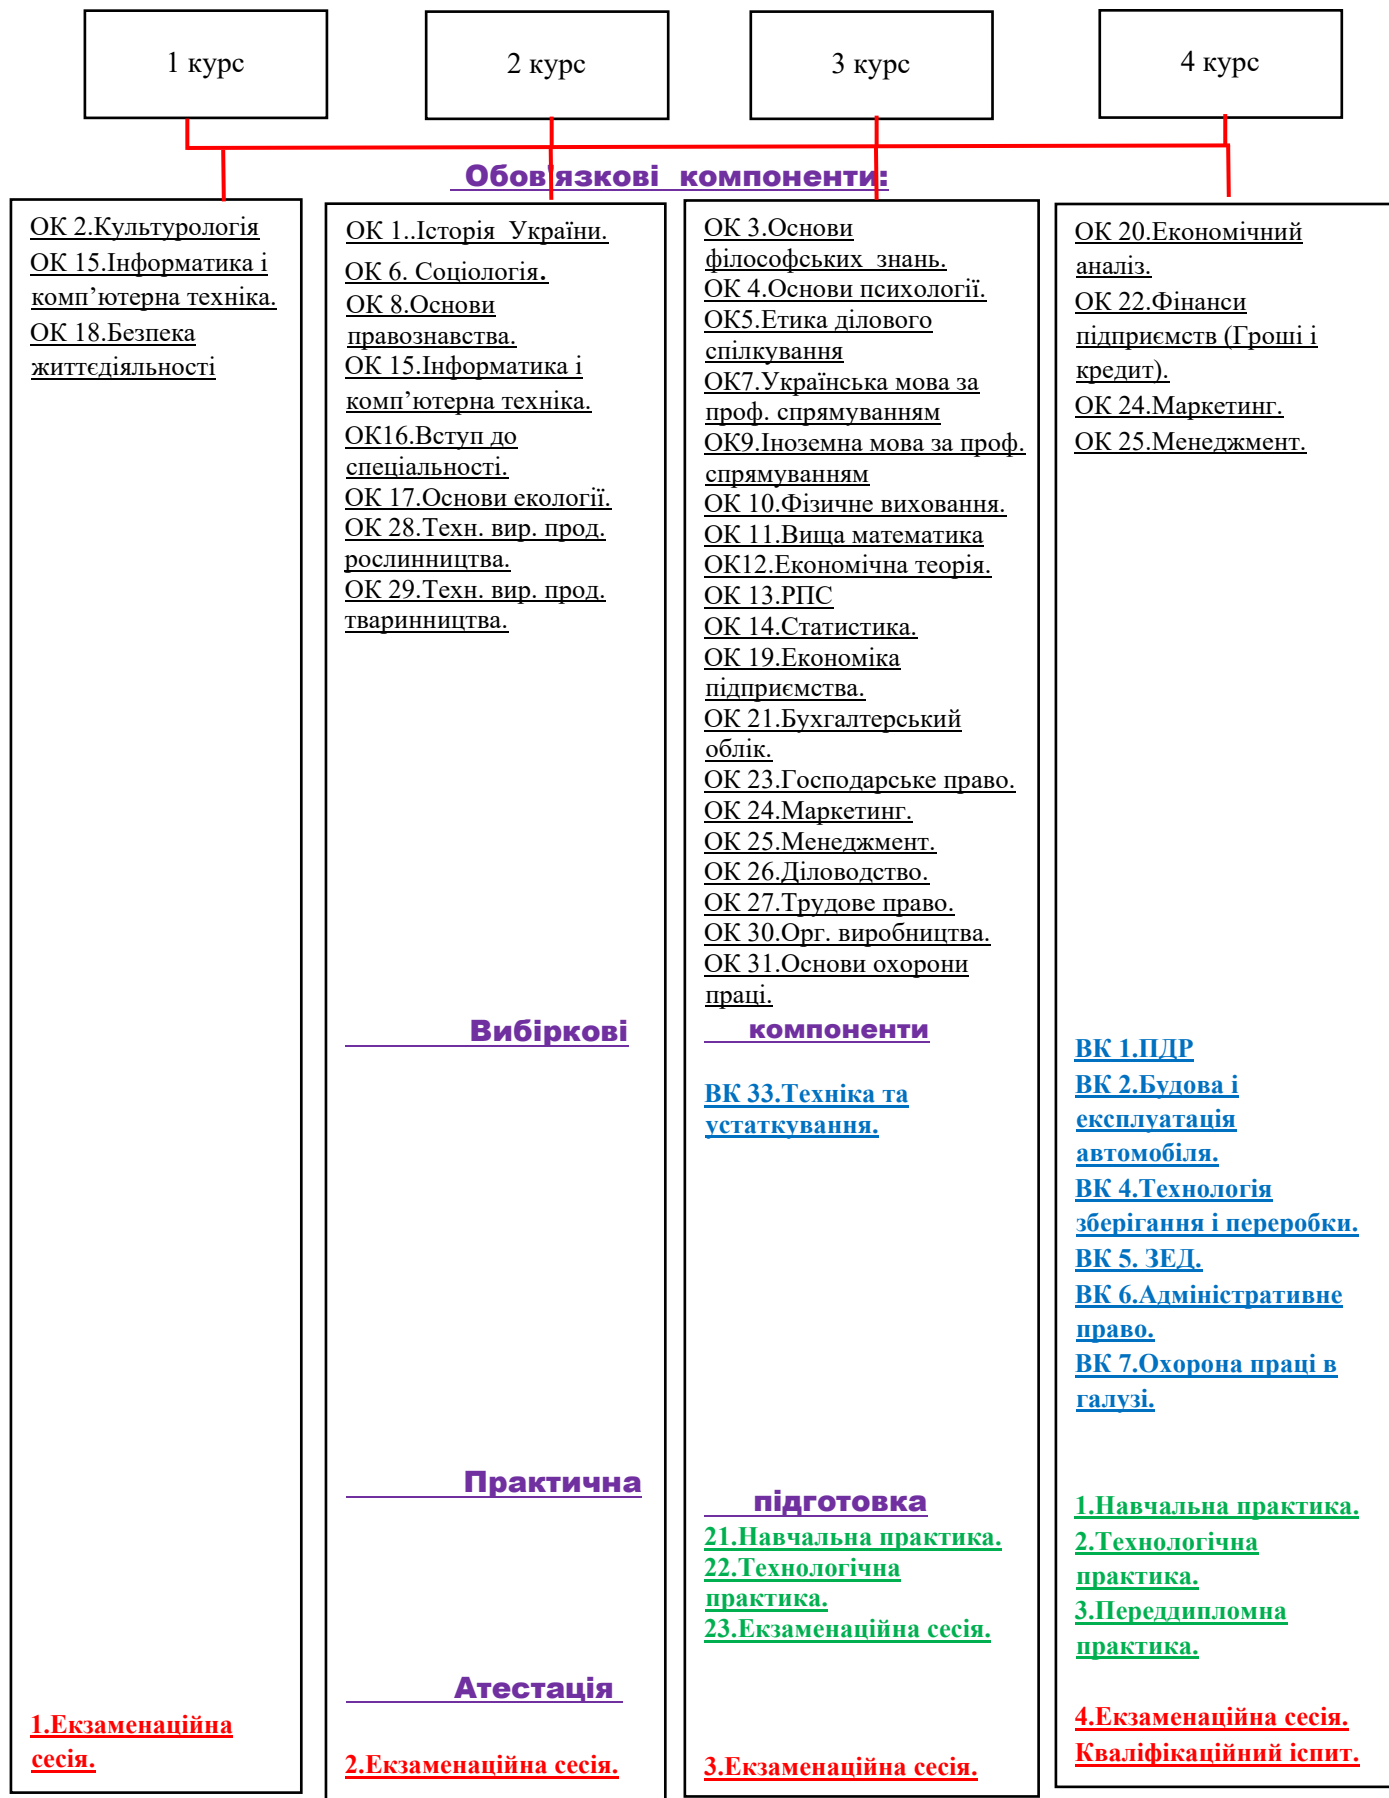 1 курс
2 курс
3 курс
4 курс
Обов'язкові компоненти:
ОК 2.Культурологія
ОК 15.Інформатика і
комп’ютерна техніка.
ОК 18.Безпека
життєдіяльності
1.Екзаменаційна
сесія.
ОК 1..Історія України.
ОК 6. Соціологія.
ОК 8.Основи
правознавства.
ОК 15.Інформатика і
комп’ютерна техніка.
ОК16.Вступ до
спеціальності.
ОК 17.Основи екології.
ОК 28.Техн. вир. прод.
рослинництва.
ОК 29.Техн. вир. прод.
тваринництва.
Вибіркові
Практична
Атестація
2.Екзаменаційна сесія.
ОК 3.Основи
філософських знань.
ОК 4.Основи психології.
ОК5.Етика ділового
спілкування
ОК7.Українська мова за
проф. спрямуванням
ОК9.Іноземна мова за проф.
спрямуванням
ОК 10.Фізичне виховання.
ОК 11.Вища математика
ОК12.Економічна теорія.
ОК 13.РПС
ОК 14.Статистика.
ОК 19.Економіка
підприємства.
ОК 21.Бухгалтерський
облік.
ОК 23.Господарське право.
ОК 24.Маркетинг.
ОК 25.Менеджмент.
ОК 26.Діловодство.
ОК 27.Трудове право.
ОК 30.Орг. виробництва.
ОК 31.Основи охорони
праці.
компоненти
ВК 33.Техніка та
устаткування.
підготовка
21.Навчальна практика.
22.Технологічна
практика.
23.Екзаменаційна сесія.
3.Екзаменаційна сесія.
ОК 20.Економічний
аналіз.
ОК 22.Фінанси
підприємств (Гроші і
кредит).
ОК 24.Маркетинг.
ОК 25.Менеджмент.
ВК 1.ПДР
ВК 2.Будова і
експлуатація
автомобіля.
ВК 4.Технологія
зберігання і переробки.
ВК 5. ЗЕД.
ВК 6.Адміністративне
право.
ВК 7.Охорона праці в
галузі.
1.Навчальна практика.
2.Технологічна
практика.
3.Переддипломна
практика.
4.Екзаменаційна сесія.
Кваліфікаційний іспит.